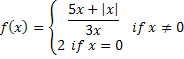 f(x) = { (5x + |x|)/(3x) if x ≠ 0
2 if x = 0